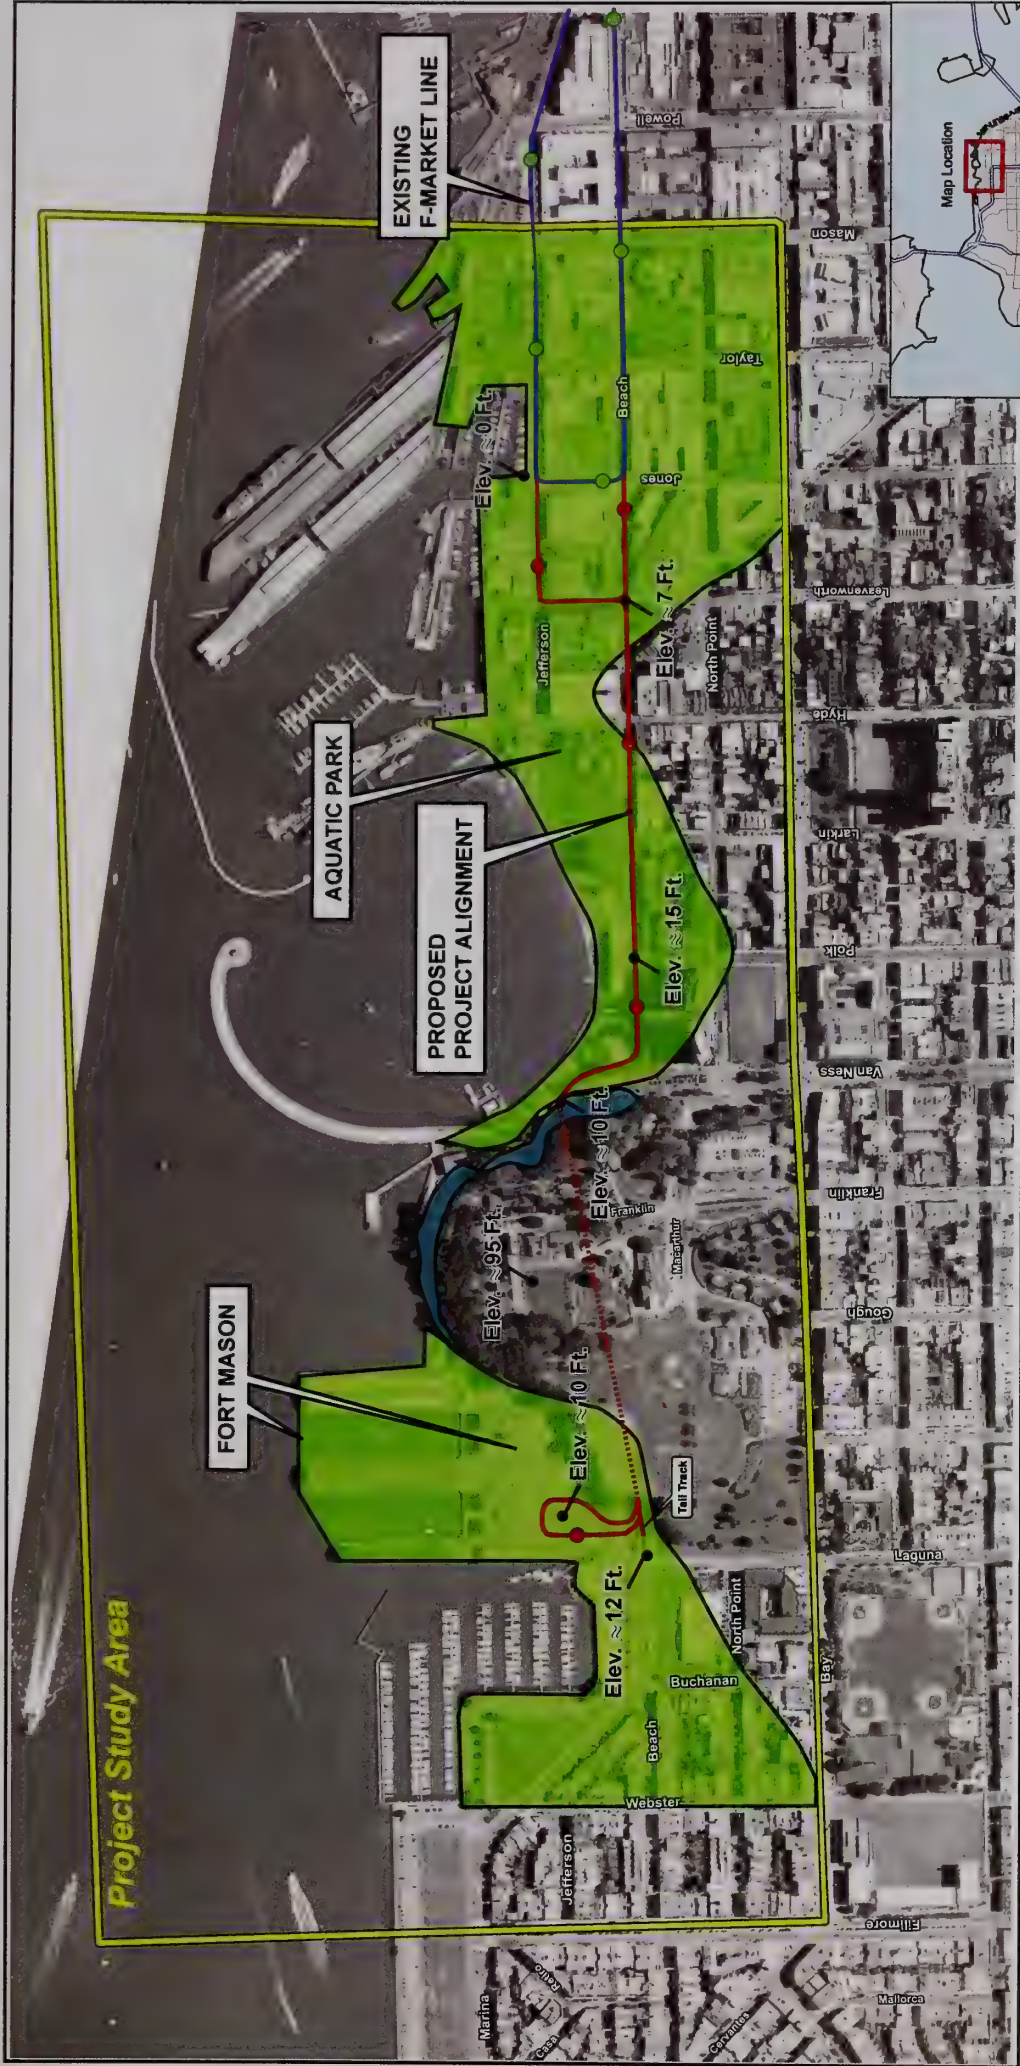 Project Study Area
FORT MASON
AQUATIC PARK
PROPOSED
PROJECT ALIGNMENT
EXISTING
F-MARKET LINE
Elev. ~0 Ft.
Elev. ~95 Ft.
Elev. ~10 Ft.
Elev. ~10 Ft.
Elev. ~12 Ft.
Elev. ~15 Ft.
Elev. ~7 Ft.
Tail Track
Marina
Casa
Retiro
Cervantes
Mallorca
Jefferson
Fillmore
Webster
Beach
Buchanan
North Point
Bay
Laguna
Gough
Macarthur
Franklin
Franklin
Van Ness
Polk
Larkin
Hyde
North Point
Leavenworth
Jefferson
Jones
Beach
Taylor
Mason
Powell
Map Location